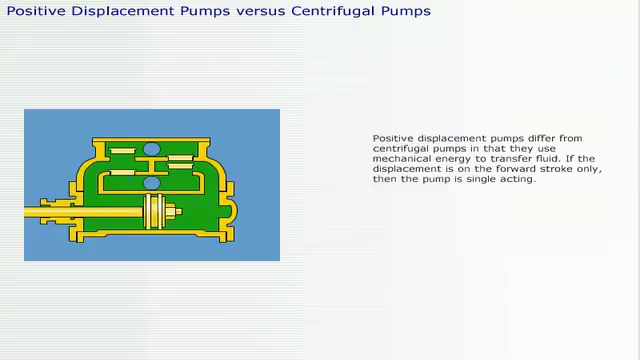 Positive Displacement Pumps versus Centrifugal Pumps
Positive displacement pumps differ from
centrifugal pumps in that they use
mechanical energy to transfer fluid. If the
displacement is on the forward stroke only,
then the pump is single acting.